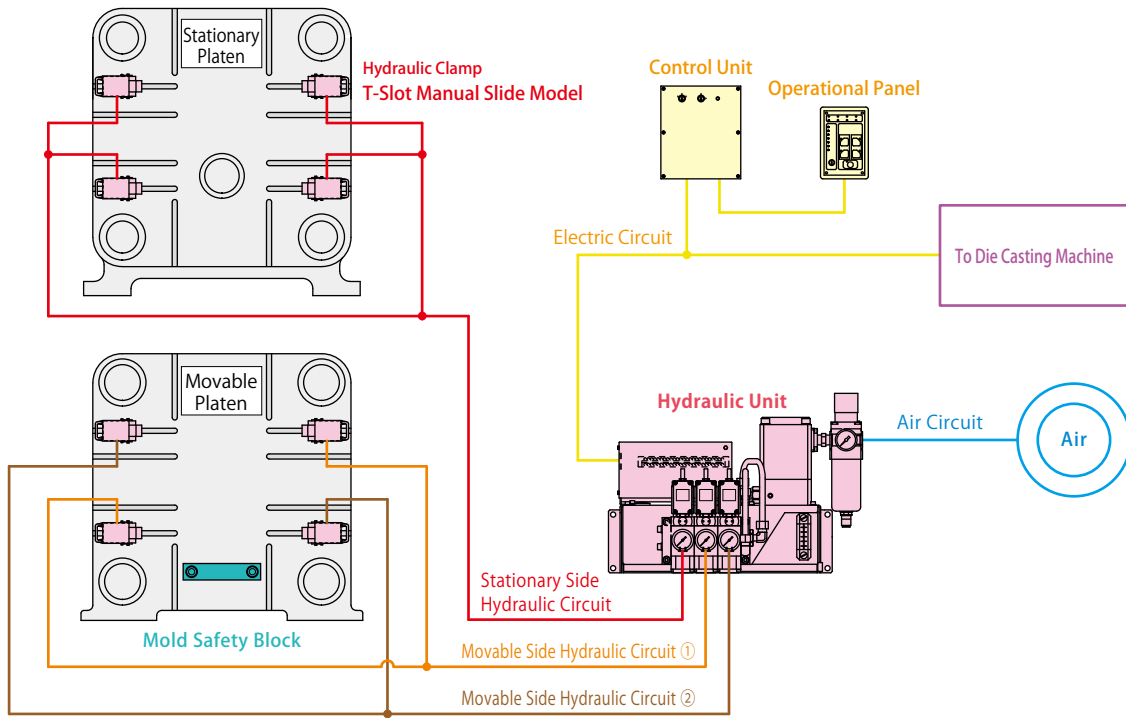 Stationary
Platen
Hydraulic Clamp
T-Slot Manual Slide Model
Control Unit
Operational Panel
Electric Circuit
To Die Casting Machine
Movable
Platen
Hydraulic Unit
Air Circuit
Air
Stationary Side
Hydraulic Circuit
Mold Safety Block
Movable Side Hydraulic Circuit ①
Movable Side Hydraulic Circuit ②